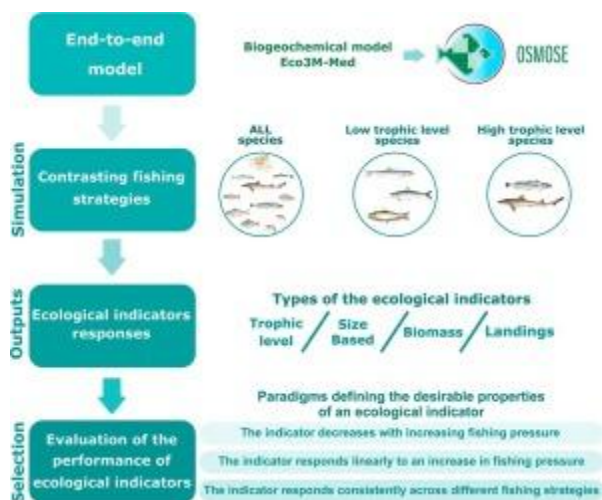 End-to-end
model
Biogeochemical model
Eco3M-Med
OSMOSE
Simulation
Contrasting fishing
strategies
ALL
species
Low trophic level
species
High trophic level
species
Outputs
Ecological indicators
responses
Types of the ecological indicators
Trophic
level
Size
Based
Biomass
Landings
Selection
Evaluation of the
performance of
ecological indicators
Paradigms defining the desirable properties
of an ecological indicator
The indicator decreases with increasing fishing pressure
The indicator responds linearly to an increase in fishing pressure
The indicator responds consistently across different fishing strategies